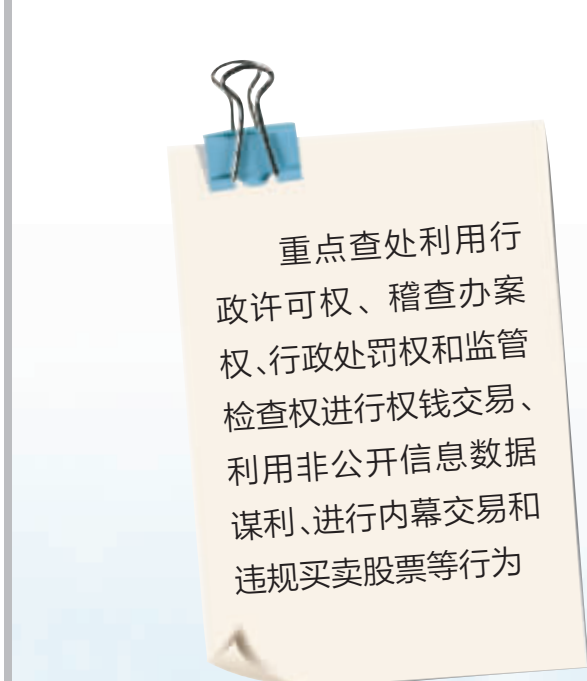 重点查处利用行
政许可权、稽查办案
权、行政处罚权和监管
检查权进行权钱交易、
利用非公开信息数据
谋利、进行内幕交易和
违规买卖股票等行为